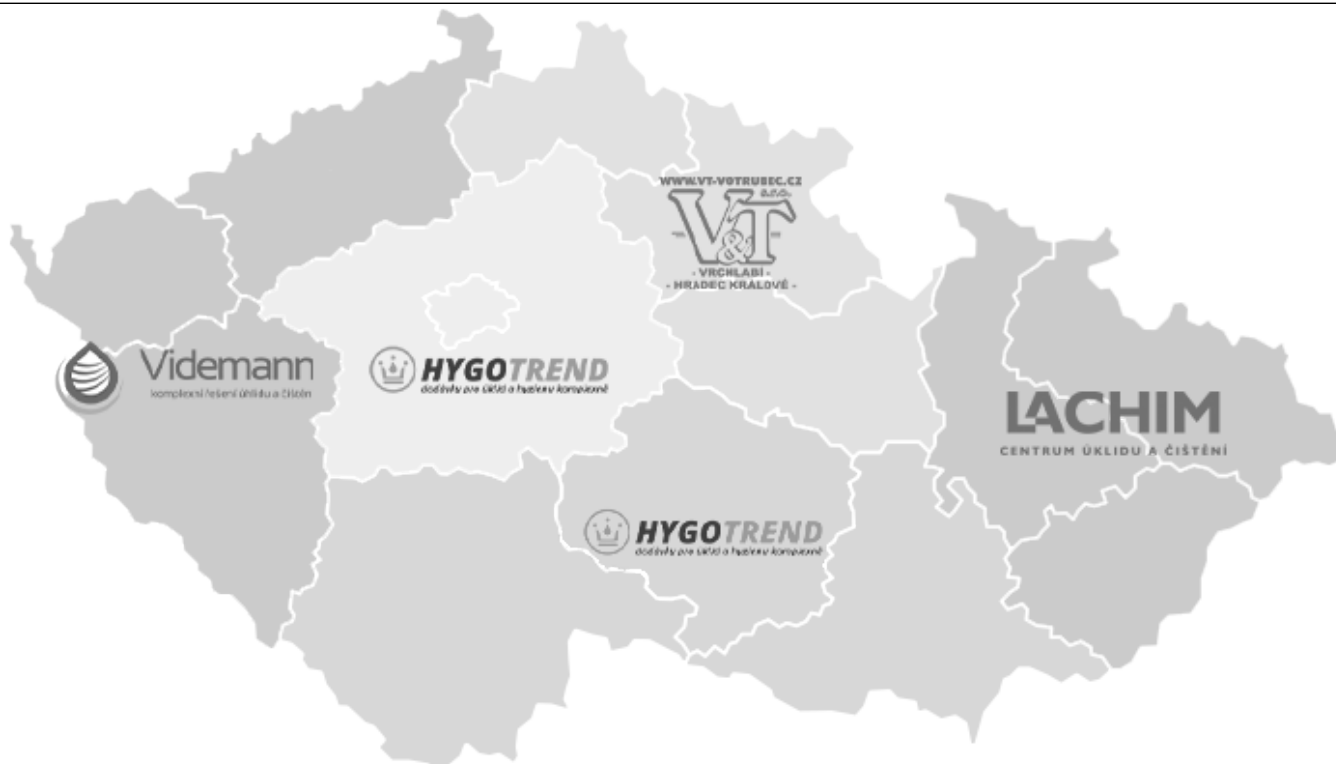 WWW.VT-VOTRUBEC.CZ
s.r.o.
V&T
- VRCHLABÍ -
- HRADEC KRÁLOVÉ -
Videmann
komplexní řešení úklidu a čištěn
HYGOTREND
dodávky pro úklid a hygienu komplexně
LACHIM
CENTRUM ÚKLIDU A ČIŠTĚNÍ
HYGOTREND
dodávky pro úklid a hygienu komplexně